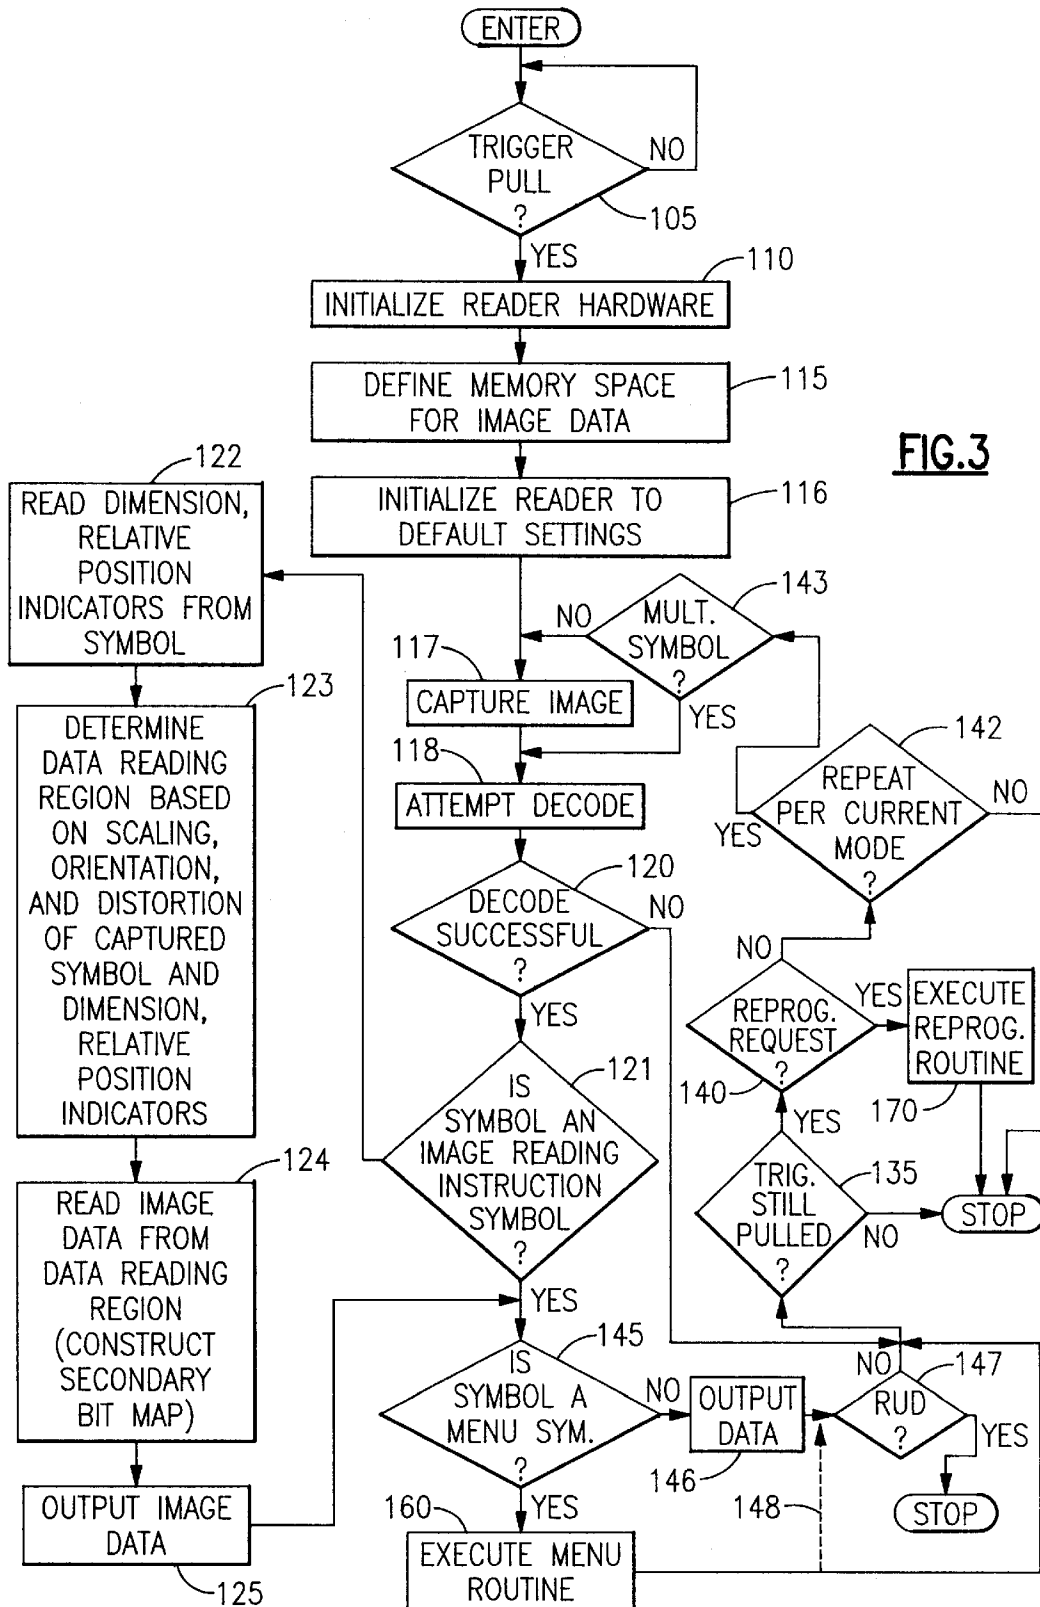 ENTER
TRIGGER
PULL
?
NO
105
YES
110
INITIALIZE READER HARDWARE
DEFINE MEMORY SPACE
FOR IMAGE DATA
115
FIG.3
INITIALIZE READER TO
DEFAULT SETTINGS
116
122
READ DIMENSION,
RELATIVE
POSITION
INDICATORS FROM
SYMBOL
143
NO
MULT.
SYMBOL
?
YES
117
CAPTURE IMAGE
123
DETERMINE
DATA READING
REGION BASED
ON SCALING,
ORIENTATION,
AND DISTORTION
OF CAPTURED
SYMBOL AND
DIMENSION,
RELATIVE
POSITION
INDICATORS
118
ATTEMPT DECODE
142
REPEAT
PER CURRENT
MODE
?
YES
NO
120
DECODE
SUCCESSFUL
?
NO
YES
NO
REPROG.
REQUEST
?
YES
140
EXECUTE
REPROG.
ROUTINE
170
121
IS
SYMBOL AN
IMAGE READING
INSTRUCTION
SYMBOL
?
YES
YES
TRIG.
STILL
PULLED
?
135
NO
STOP
124
READ IMAGE
DATA FROM
DATA READING
REGION
(CONSTRUCT
SECONDARY
BIT MAP)
145
IS
SYMBOL A
MENU SYM.
?
NO
YES
OUTPUT
DATA
146
NO
147
RUD
?
YES
STOP
148
OUTPUT IMAGE
DATA
125
160
EXECUTE MENU
ROUTINE